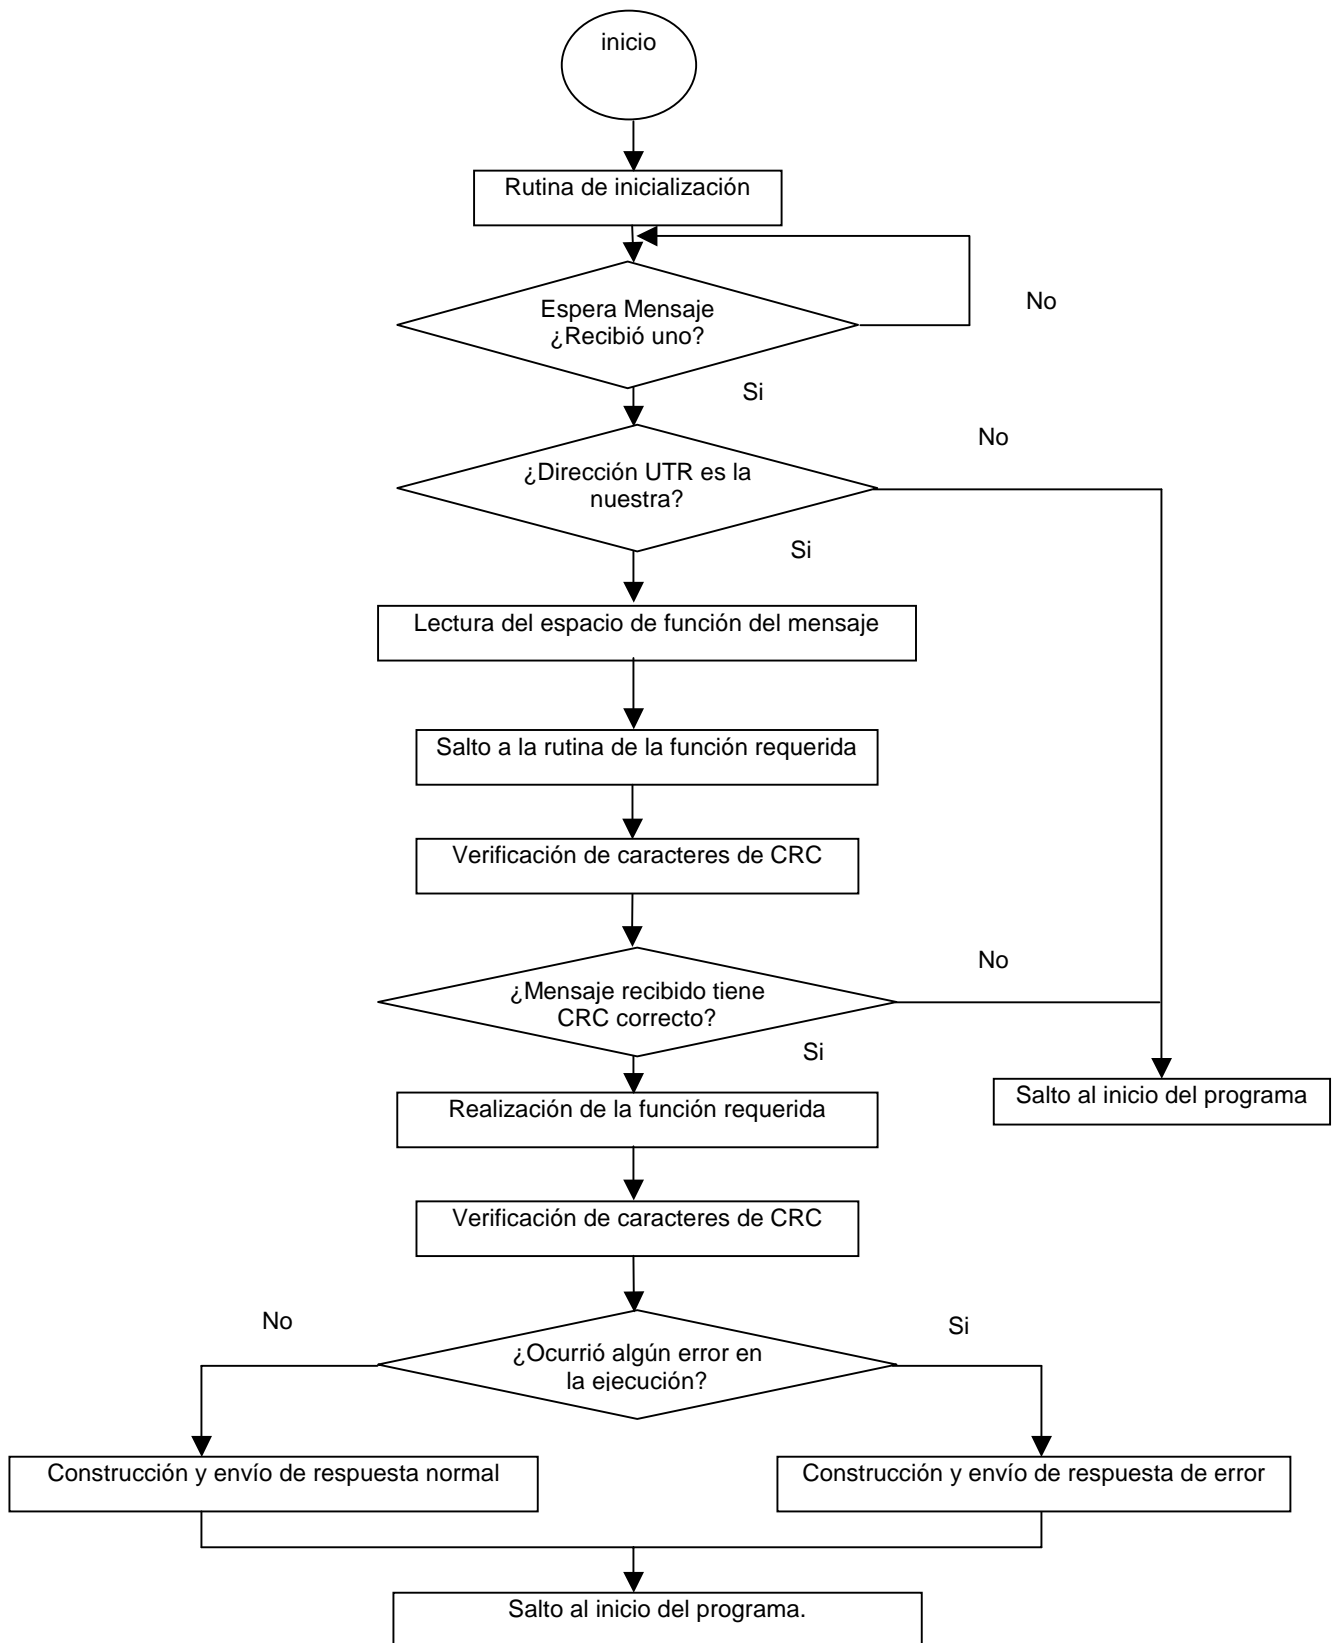 inicio
Rutina de inicialización
Espera Mensaje
¿Recibió uno?
No
Si
¿Dirección UTR es la
nuestra?
No
Si
Lectura del espacio de función del mensaje
Salto a la rutina de la función requerida
Verificación de caracteres de CRC
¿Mensaje recibido tiene
CRC correcto?
No
Si
Salto al inicio del programa
Realización de la función requerida
Verificación de caracteres de CRC
No
¿Ocurrió algún error en
la ejecución?
Si
Construcción y envío de respuesta normal
Construcción y envío de respuesta de error
Salto al inicio del programa.